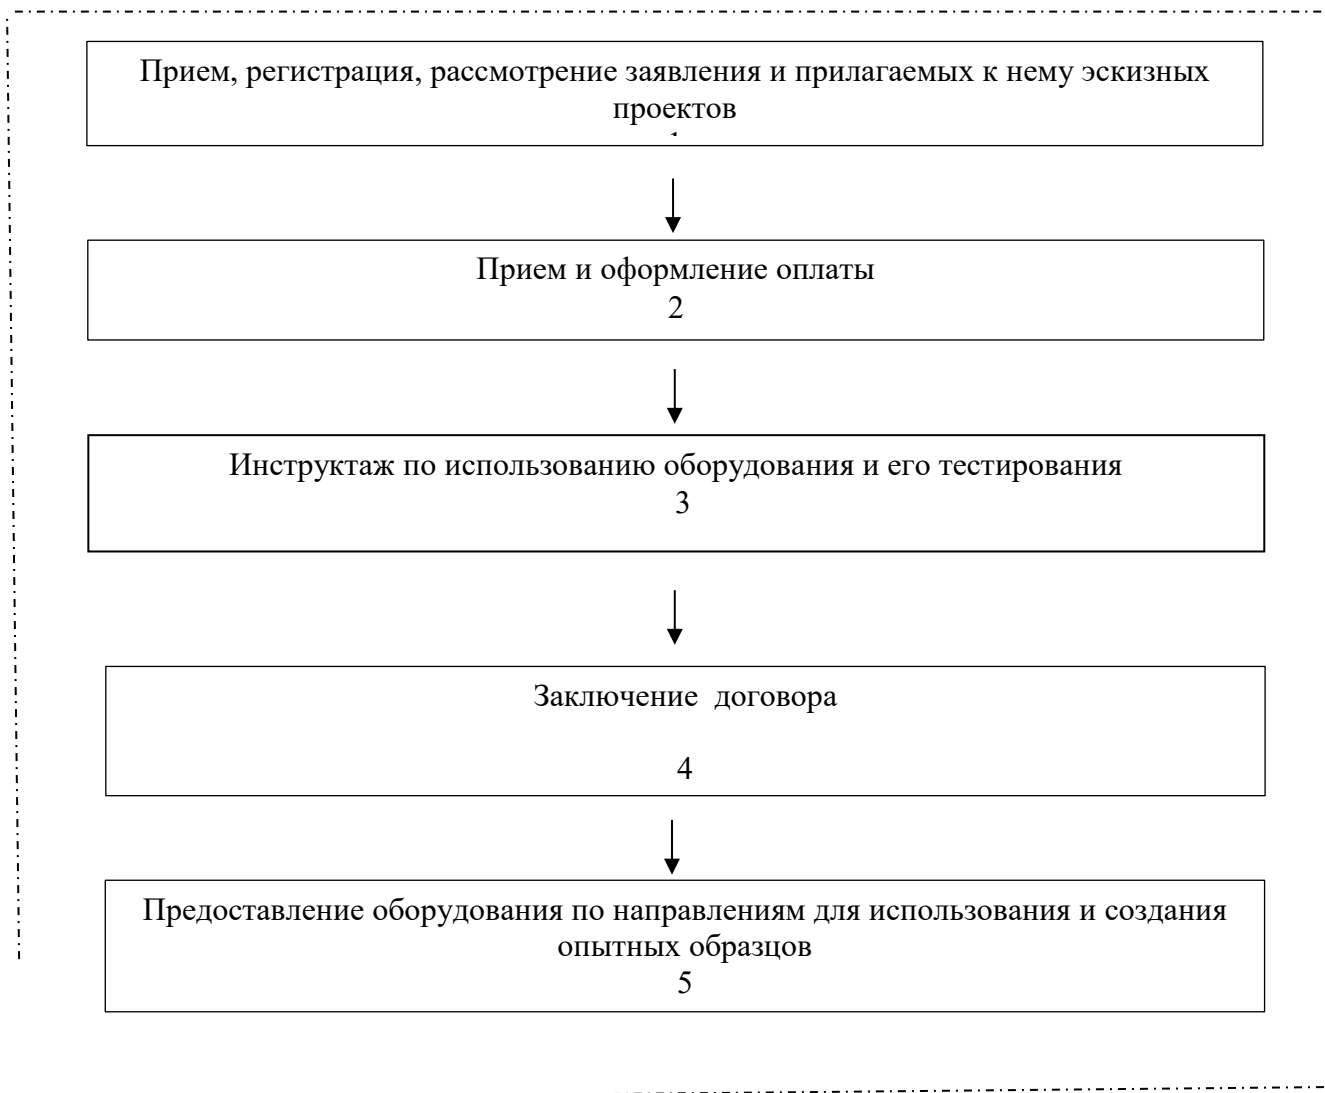 Прием, регистрация, рассмотрение заявления и прилагаемых к нему эскизных
проектов
Прием и оформление оплаты
2
Инструктаж по использованию оборудования и его тестирования
3
Заключение  договора
4
Предоставление оборудования по направлениям для использования и создания
опытных образцов
5